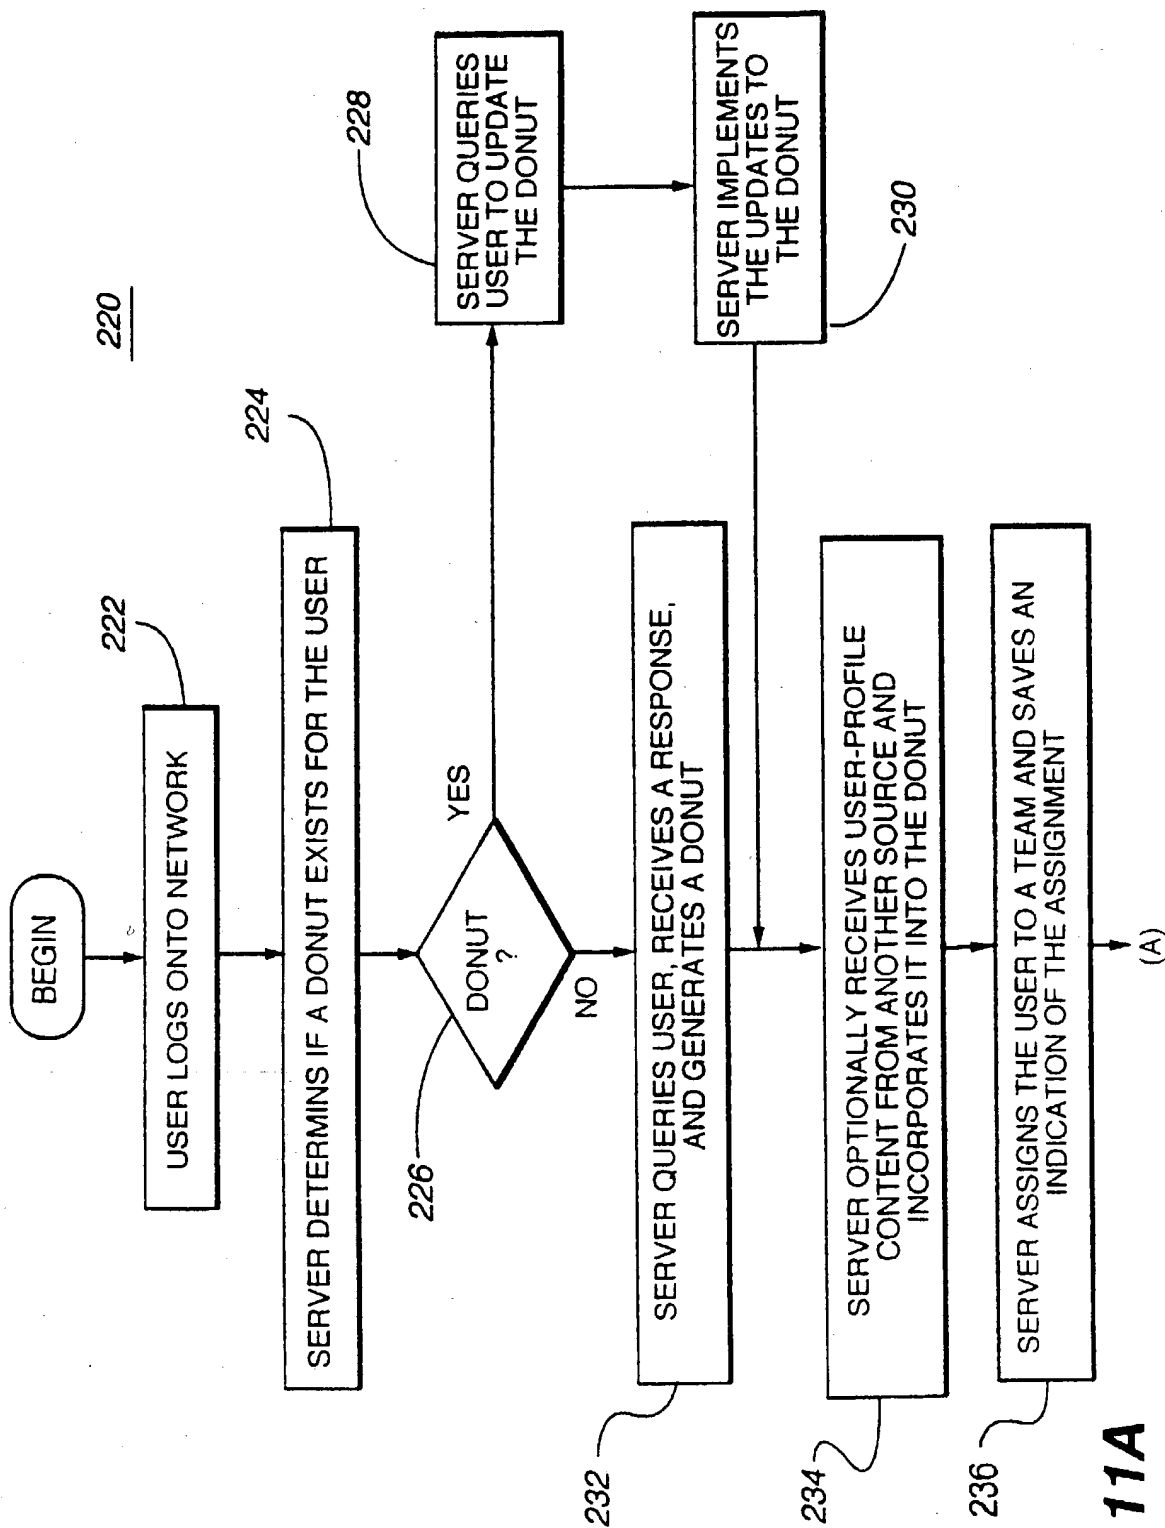 220
BEGIN
222
USER LOGS ONTO NETWORK
224
SERVER DETERMINS IF A DONUT EXISTS FOR THE USER
226
DONUT
?
YES
NO
228
SERVER QUERIES
USER TO UPDATE
THE DONUT
SERVER IMPLEMENTS
THE UPDATES TO
THE DONUT
230
232
SERVER QUERIES USER, RECEIVES A RESPONSE,
AND GENERATES A DONUT
234
SERVER OPTIONALLY RECEIVES USER-PROFILE
CONTENT FROM ANOTHER SOURCE AND
INCORPORATES IT INTO THE DONUT
236
SERVER ASSIGNS THE USER TO A TEAM AND SAVES AN
INDICATION OF THE ASSIGNMENT
(A)
11A